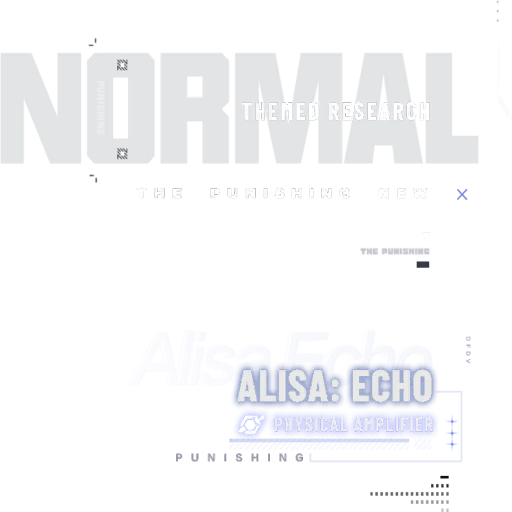 NORMAL
PUNISHING
THEMED RESEARCH
THE PUNISHING NEW
THE PUNISHING
Alisa Echo
ALISA: ECHO
PHYSICAL AMPLIFIER
PUNISHING